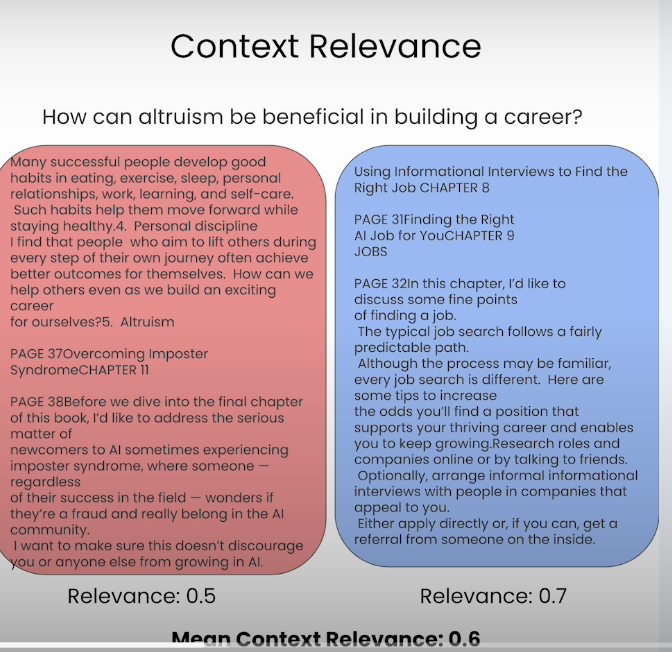 Context Relevance
How can altruism be beneficial in building a career?
Many successful people develop good
habits in eating, exercise, sleep, personal
relationships, work, learning, and self-care.
Such habits help them move forward while
staying healthy.4. Personal discipline
I find that people who aim to lift others during
every step of their own journey often achieve
better outcomes for themselves. How can we
help others even as we build an exciting
career
for ourselves?5. Altruism
PAGE 37Overcoming Imposter
SyndromeCHAPTER 11
PAGE 38Before we dive into the final chapter
of this book, I'd like to address the serious
matter of
newcomers to AI sometimes experiencing
imposter syndrome, where someone —
regardless
of their success in the field — wonders if
they're a fraud and really belong in the AI
community.
I want to make sure this doesn't discourage
you or anyone else from growing in AI.
Relevance: 0.5
Using Informational Interviews to Find the
Right Job CHAPTER 8
PAGE 31Finding the Right
AI Job for YouCHAPTER 9
JOBS
PAGE 32In this chapter, I'd like to
discuss some fine points
of finding a job.
The typical job search follows a fairly
predictable path.
Although the process may be familiar,
every job search is different. Here are
some tips to increase
the odds you'll find a position that
supports your thriving career and enables
you to keep growing.Research roles and
companies online or by talking to friends.
Optionally, arrange informal informational
interviews with people in companies that
appeal to you.
Either apply directly or, if you can, get a
referral from someone on the inside.
Relevance: 0.7
Mean Context Relevance: 0.6